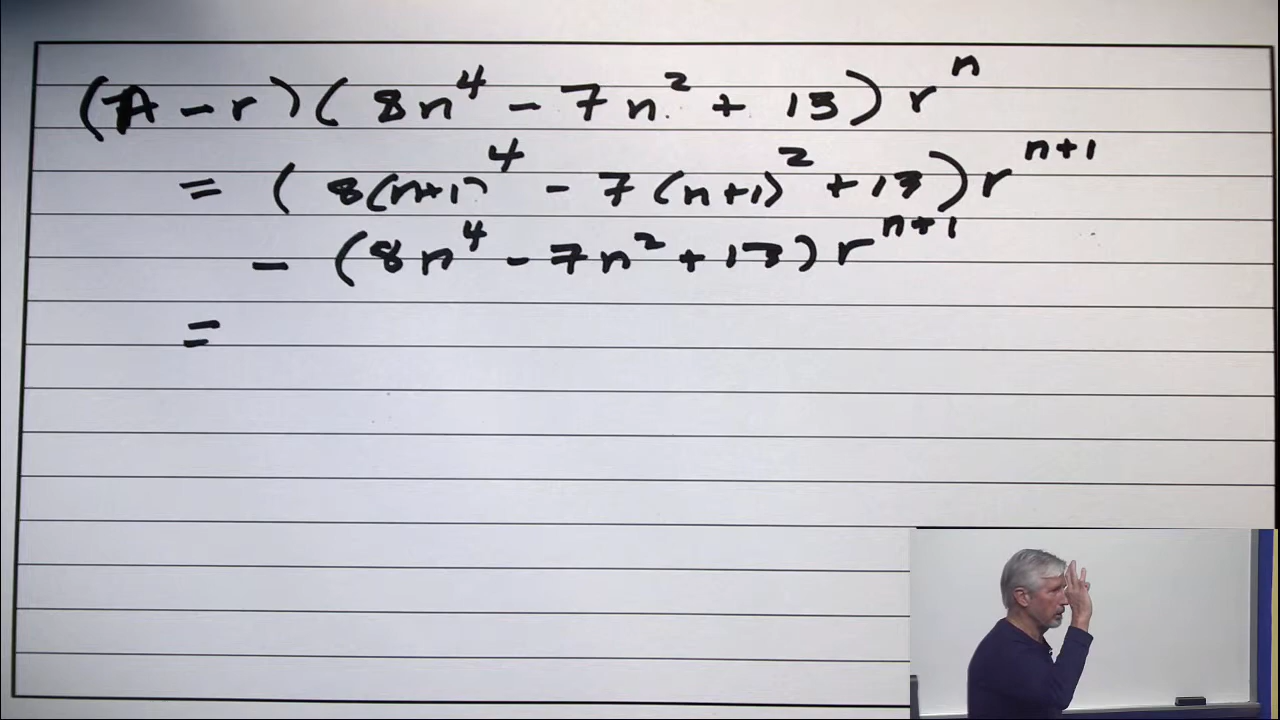 (A - r)(8n⁴ - 7n² + 13) rⁿ
= (8(n+1)⁴ - 7(n+1)² + 13) rⁿ⁺¹
- (8n⁴ - 7n² + 13) rⁿ⁺¹
=